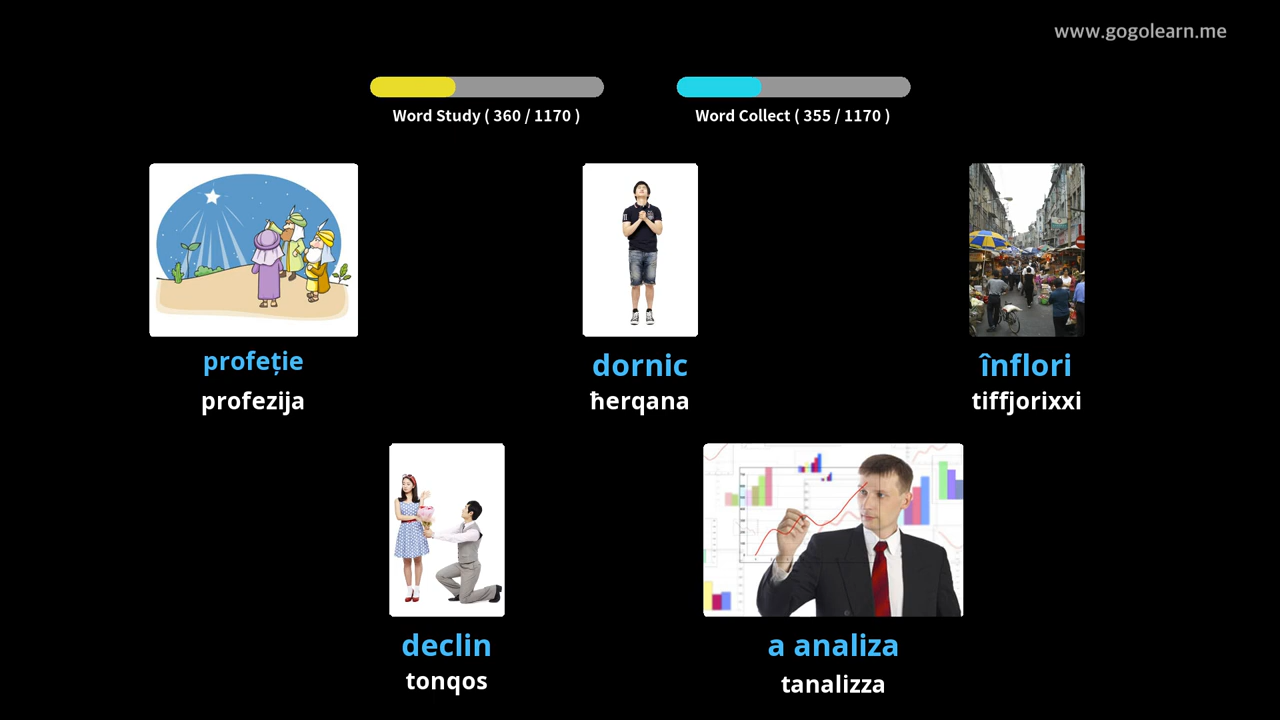 www.gogolearn.me
Word Study ( 360 / 1170 )
Word Collect ( 355 / 1170 )
profeție
profezija
dornic
ħerqana
înflori
tiffjorixxi
declin
tonqos
a analiza
tanalizza